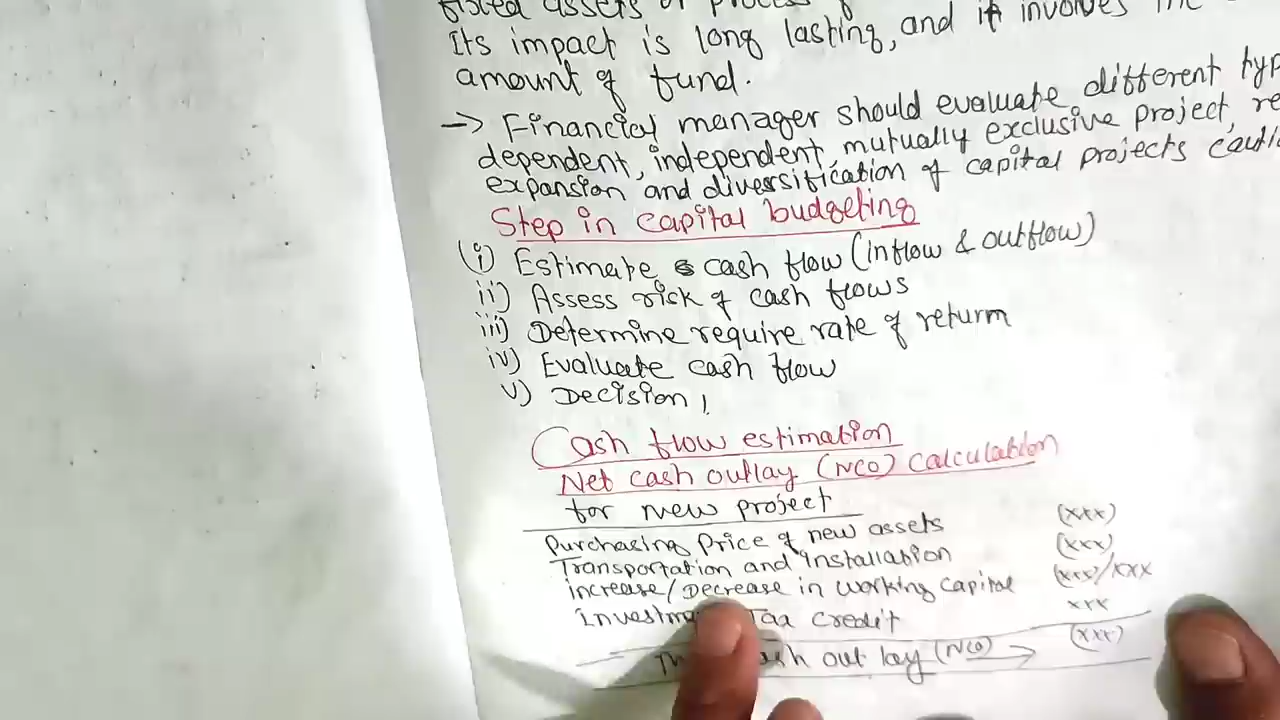 assets or process
Its impact is long lasting, and it involves the
amount of fund.
→ Financial manager should evaluate different
dependent, independent, mutually exclusive project,
expansion and diversification of capital projects
Step in capital budgeting
(i) Estimate cash flow (inflow & outflow)
ii) Assess risk of cash flows
iii) Determine require rate of return
iv) Evaluate cash flow
v) Decision,
Cash flow estimation
Net cash outlay (NCO) calculation
for new project
Purchasing price of new assets (xxx)
Transportation and installation (xxx)
increase/Decrease in working capital (xxx)/xxx
Tax credit xxx
out lay (NCO) → (xxx)